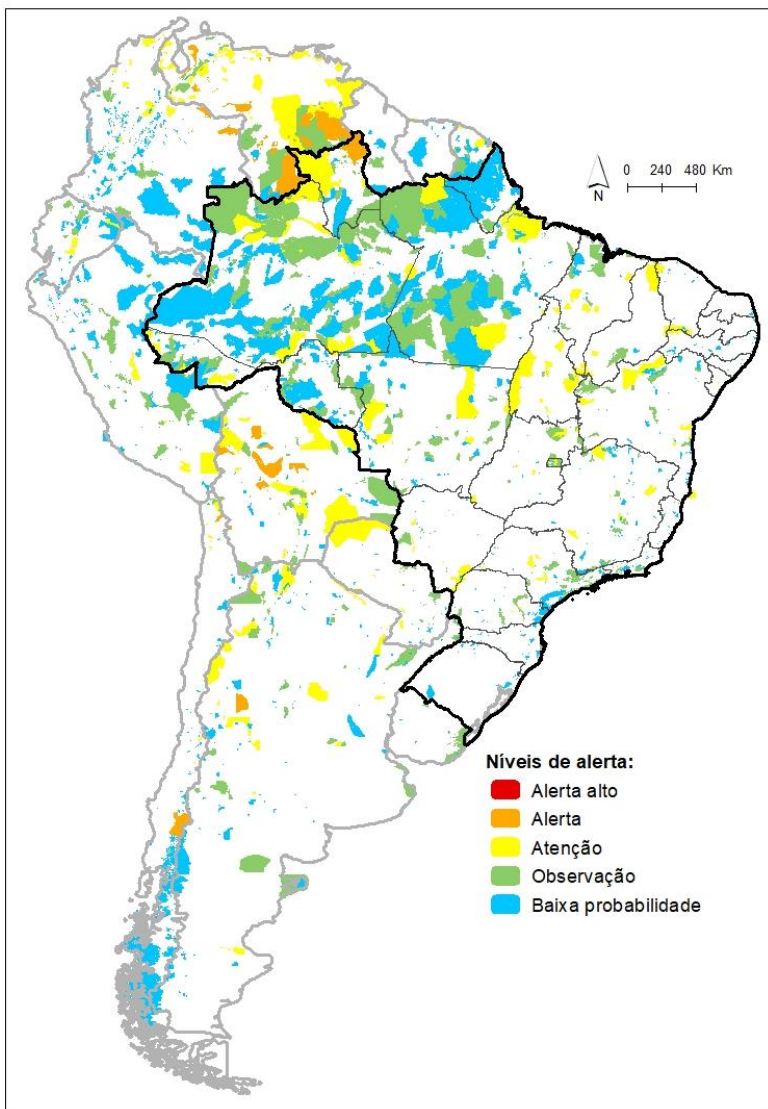 0 240 480 Km
N
Níveis de alerta:
Alerta alto
Alerta
Atenção
Observação
Baixa probabilidade